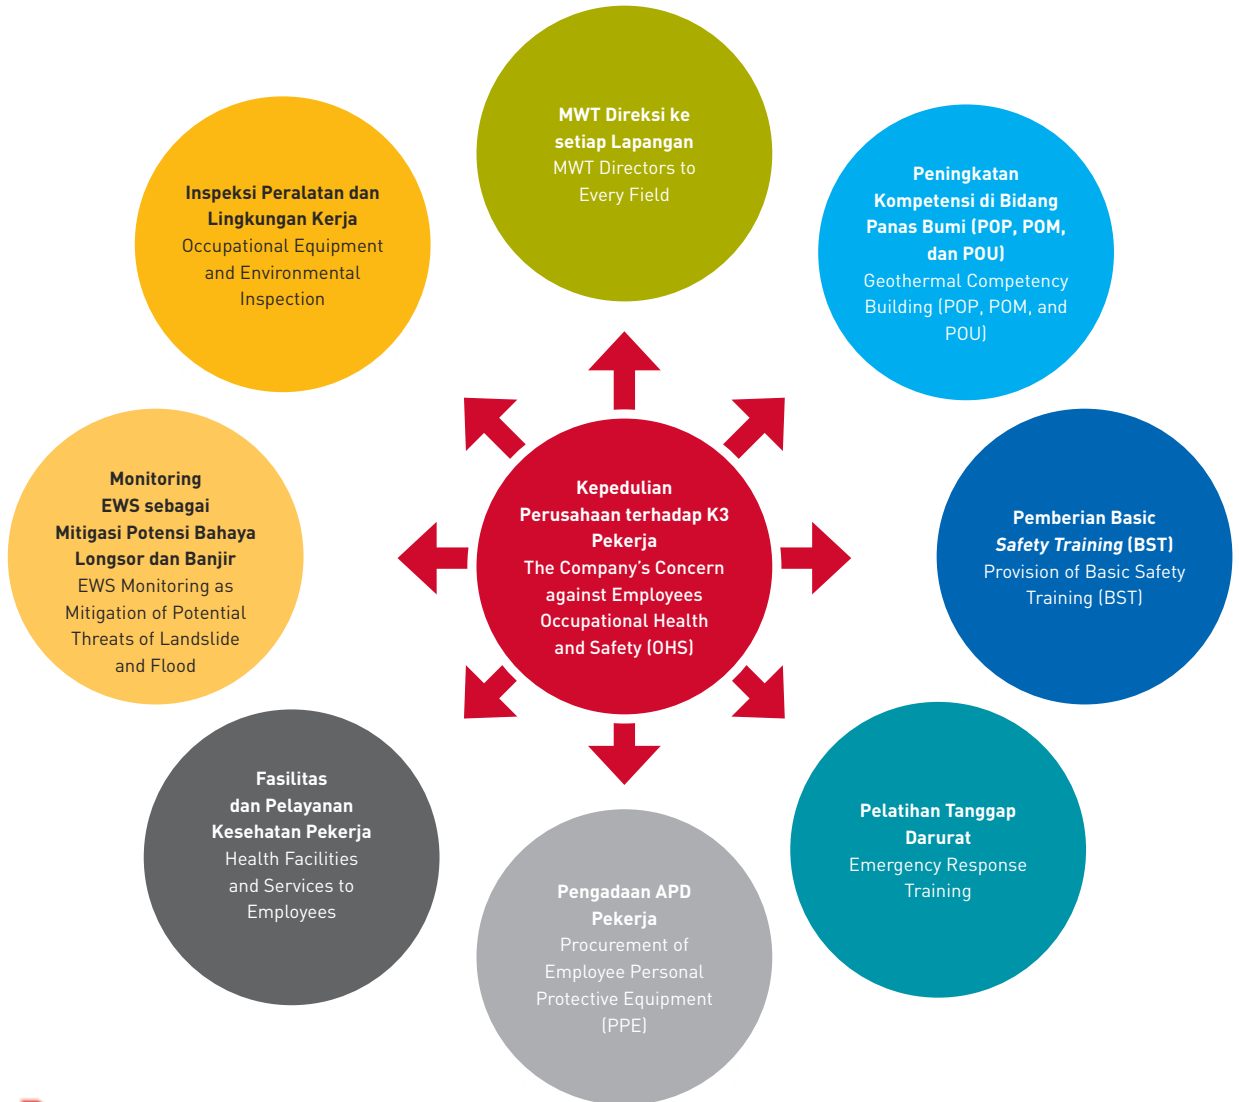 MWT Direksi ke
setiap Lapangan
MWT Directors to
Every Field
Peningkatan
Kompetensi di Bidang
Panas Bumi (POP, POM,
dan POU)
Geothermal Competency
Building (POP, POM, and
POU)
Pemberian Basic
Safety Training (BST)
Provision of Basic Safety
Training (BST)
Pelatihan Tanggap
Darurat
Emergency Response
Training
Pengadaan APD
Pekerja
Procurement of
Employee Personal
Protective Equipment
(PPE)
Fasilitas
dan Pelayanan
Kesehatan Pekerja
Health Facilities
and Services to
Employees
Monitoring
EWS sebagai
Mitigasi Potensi Bahaya
Longsor dan Banjir
EWS Monitoring as
Mitigation of Potential
Threats of Landslide
and Flood
Inspeksi Peralatan dan
Lingkungan Kerja
Occupational Equipment
and Environmental
Inspection
Kepedulian
Perusahaan terhadap K3
Pekerja
The Company’s Concern
against Employees
Occupational Health
and Safety (OHS)